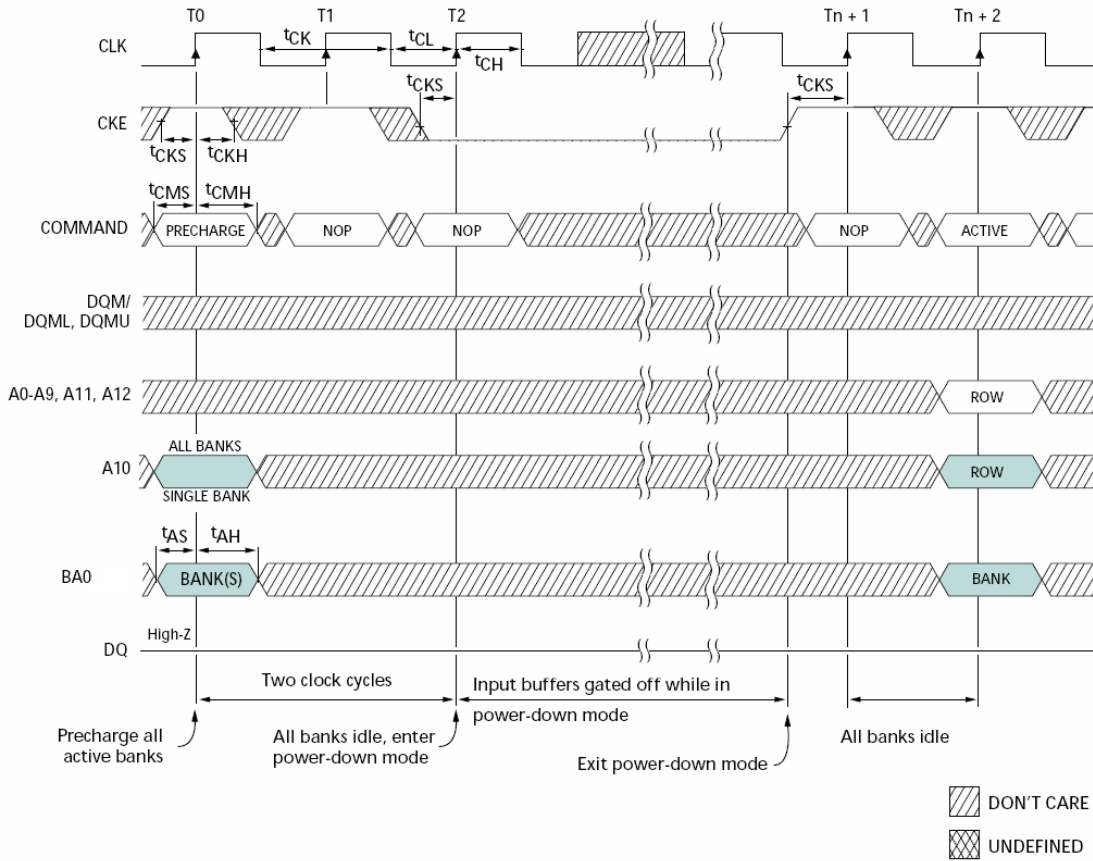 T0 T1 T2 Tn + 1 Tn + 2
CLK
tCK
tCL
tCH
tCKS
tCKS
CKE
tCKS
tCKH
tCMS
tCMH
COMMAND
PRECHARGE
NOP
NOP
NOP
ACTIVE
DQM/
DQML, DQMU
A0-A9, A11, A12
ROW
ALL BANKS
A10
ROW
SINGLE BANK
tAS
tAH
BA0
BANK(S)
BANK
High-Z
DQ
Two clock cycles
Input buffers gated off while in
power-down mode
Precharge all
active banks
All banks idle, enter
power-down mode
Exit power-down mode
All banks idle
DON'T CARE
UNDEFINED